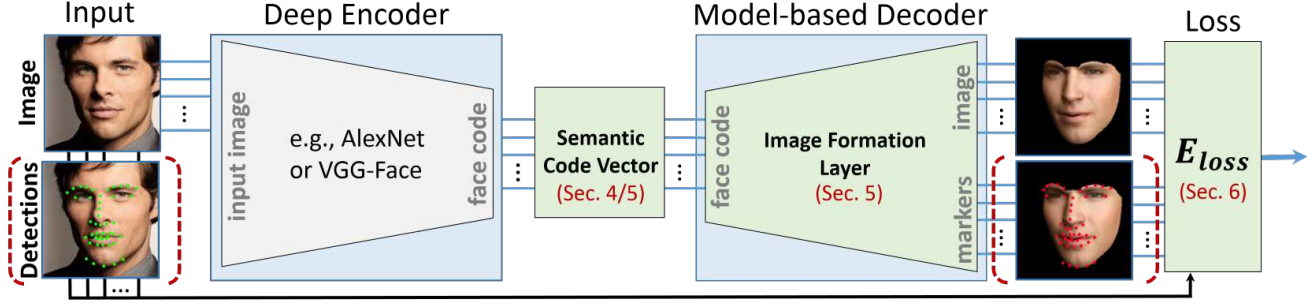 Input
Deep Encoder
Model-based Decoder
Loss
Image
Detections
...
...
input image
e.g., AlexNet
or VGG-Face
face code
...
Semantic
Code Vector
(Sec. 4/5)
...
face code
Image Formation
Layer
(Sec. 5)
image
markers
...
...
...
...
E_loss
(Sec. 6)